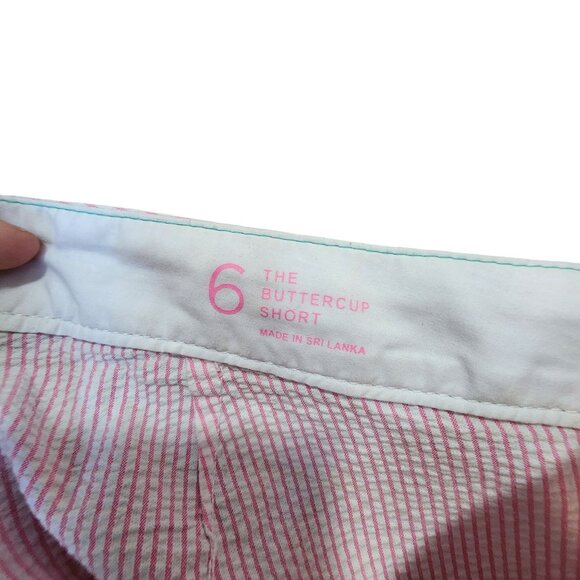 6
THE
BUTTERCUP
SHORT
MADE IN SRI LANKA